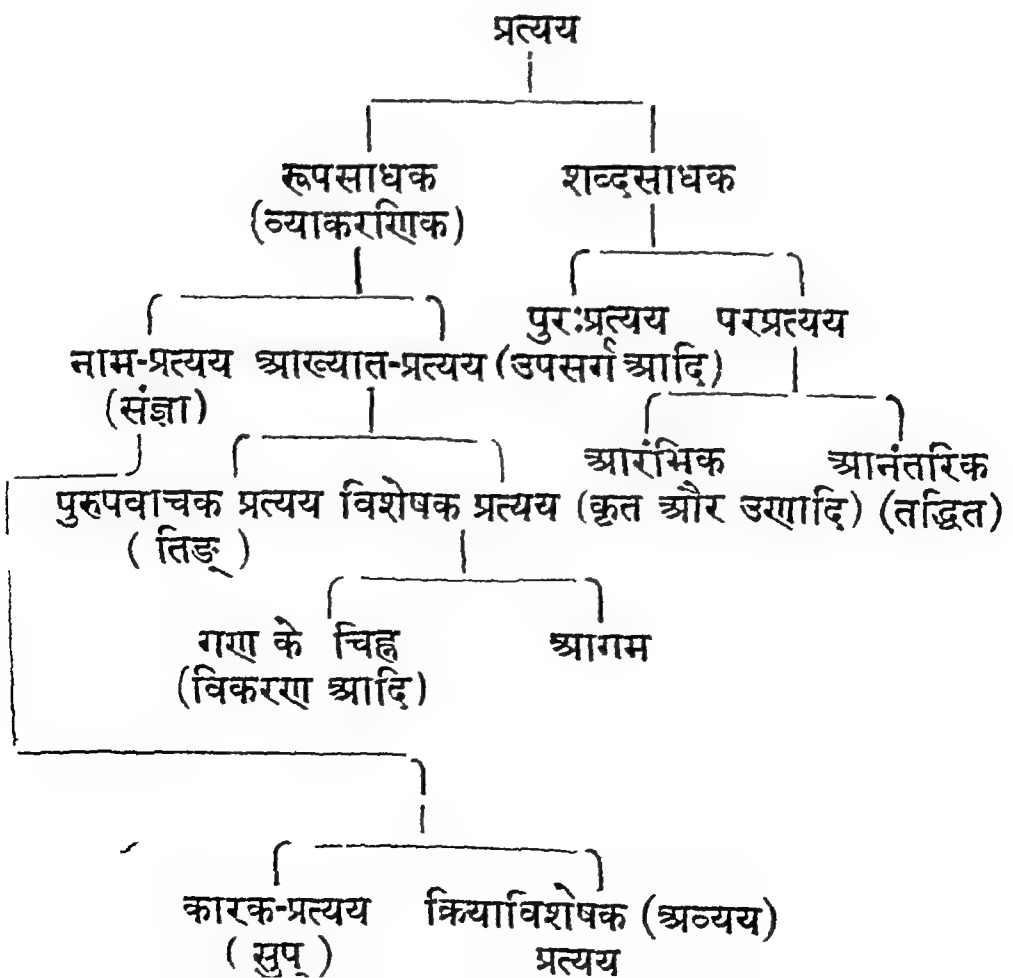 प्रत्यय
रूपसाधक शब्दसाधक
(व्याकरणिक)
पुरःप्रत्यय परप्रत्यय
नाम-प्रत्यय आख्यात-प्रत्यय (उपसर्ग आदि)
(संज्ञा)
आरंभिक आनंतरिक
पुरुषवाचक प्रत्यय विशेषक प्रत्यय (कृत और उणादि) (तद्धित)
( तिङ् )
गण के चिह्न आगम
(विकरण आदि)
कारक-प्रत्यय क्रियाविशेषक (अव्यय)
( सुप् ) प्रत्यय